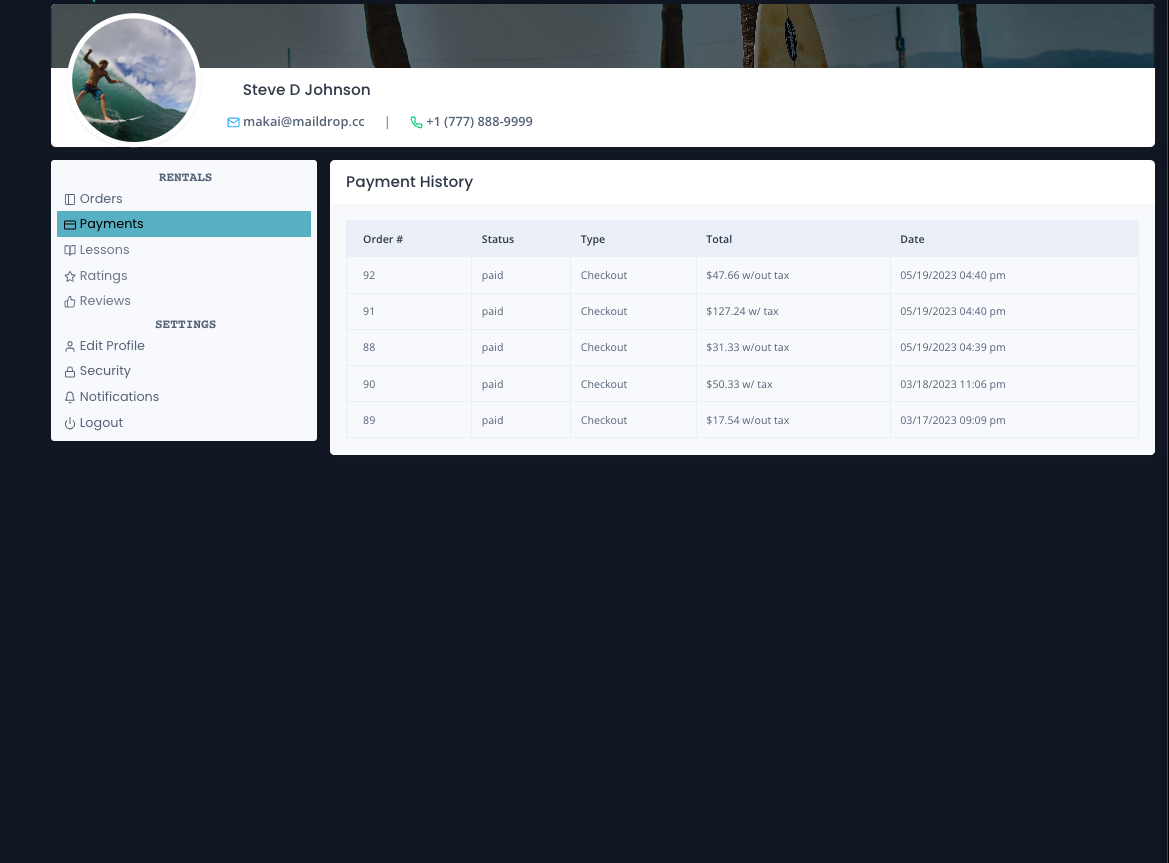 Steve D Johnson
makai@maildrop.cc | +1 (777) 888-9999
RENTALS
Orders
Payments
Lessons
Ratings
Reviews
SETTINGS
Edit Profile
Security
Notifications
Logout
Payment History
Order # Status Type Total Date
92 paid Checkout $47.66 w/out tax 05/19/2023 04:40 pm
91 paid Checkout $127.24 w/ tax 05/19/2023 04:40 pm
88 paid Checkout $31.33 w/out tax 05/19/2023 04:39 pm
90 paid Checkout $50.33 w/ tax 03/18/2023 11:06 pm
89 paid Checkout $17.54 w/out tax 03/17/2023 09:09 pm